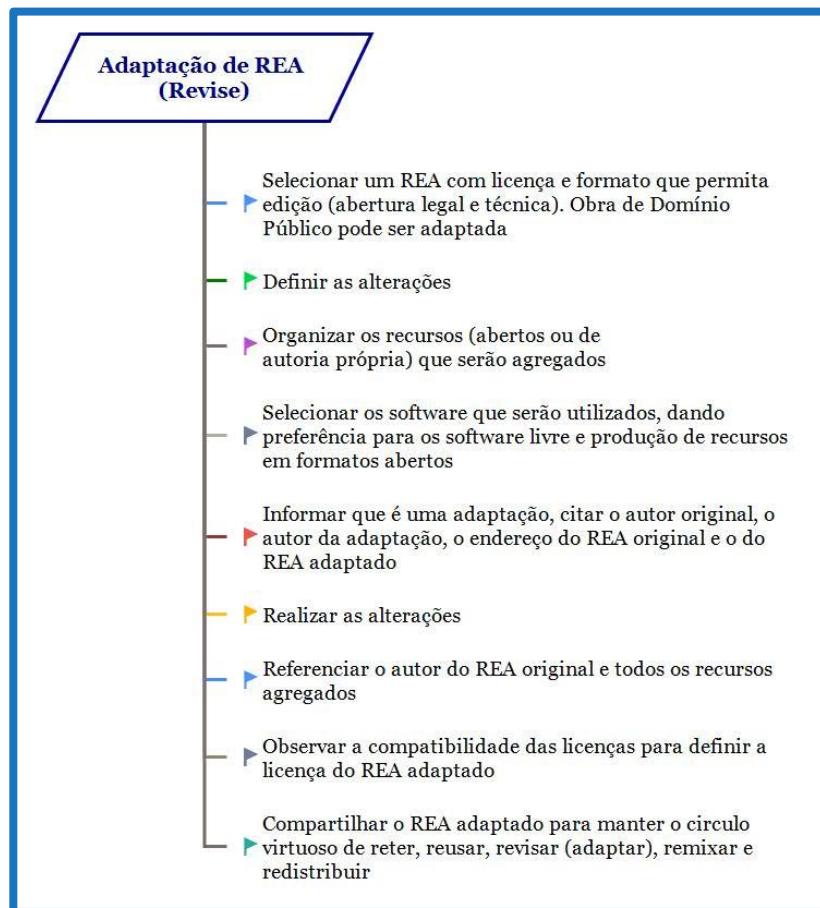 Adaptação de REA
(Revise)
Selecionar um REA com licença e formato que permita
edição (abertura legal e técnica). Obra de Domínio
Público pode ser adaptada
Definir as alterações
Organizar os recursos (abertos ou de
autoria própria) que serão agregados
Selecionar os software que serão utilizados, dando
preferência para os software livre e produção de recursos
em formatos abertos
Informar que é uma adaptação, citar o autor original, o
autor da adaptação, o endereço do REA original e o do
REA adaptado
Realizar as alterações
Referenciar o autor do REA original e todos os recursos
agregados
Observar a compatibilidade das licenças para definir a
licença do REA adaptado
Compartilhar o REA adaptado para manter o circulo
virtuoso de reter, reusar, revisar (adaptar), remixar e
redistribuir